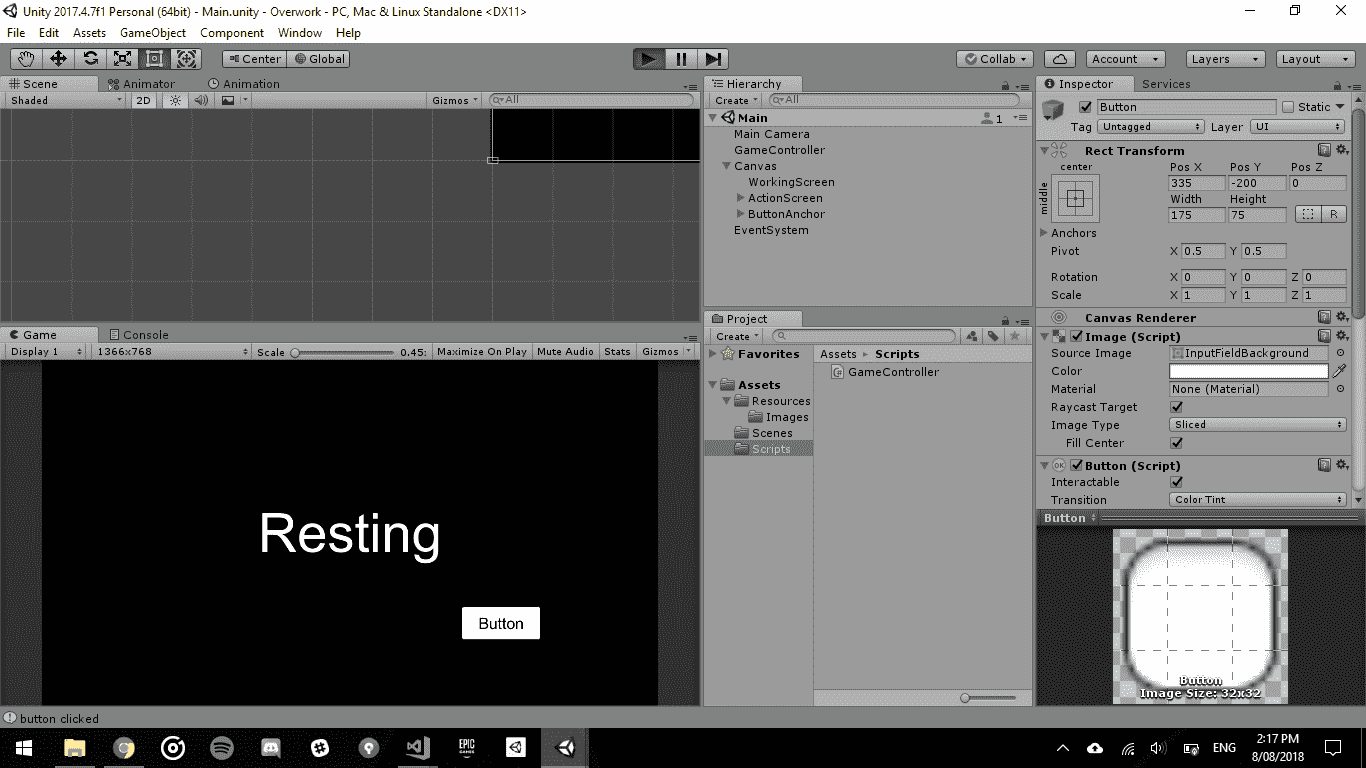 Unity 2017.4.7f1 Personal (64bit) - Main.unity - Overwork - PC, Mac & Linux Standalone <DX11>
File Edit Assets GameObject Component Window Help
Center Global Collab Account Layers Layout
Scene Animator Animation
Shaded 2D Gizmos All
Hierarchy
Create All
Main 1
Main Camera
GameController
Canvas
WorkingScreen
ActionScreen
ButtonAnchor
EventSystem
Game Console
Display 1 1366x768 Scale 0.45: Maximize On Play Mute Audio Stats Gizmos
Resting
Button
Project
Create
Favorites
Assets
Resources
Images
Scenes
Scripts
Assets Scripts
GameController
Inspector Services
Button Static
Tag Untagged Layer UI
Rect Transform
center
middle
Pos X Pos Y Pos Z
335 -200 0
Width Height
175 75 R
Anchors
Pivot X 0.5 Y 0.5
Rotation X 0 Y 0 Z 0
Scale X 1 Y 1 Z 1
Canvas Renderer
Image (Script)
Source Image InputFieldBackground
Color
Material None (Material)
Raycast Target
Image Type Sliced
Fill Center
OK Button (Script)
Interactable
Transition Color Tint
Button
Button
Image Size: 32x32
button clicked
EPIC GAMES
ENG
2:17 PM
8/08/2018